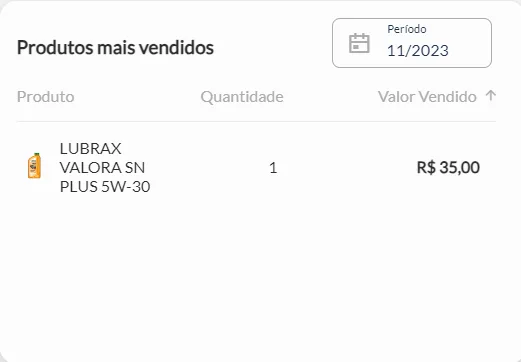 Produtos mais vendidos
Período
11/2023
Produto Quantidade Valor Vendido ↑
LUBRAX
VALORA SN
PLUS 5W-30
1
R$ 35,00